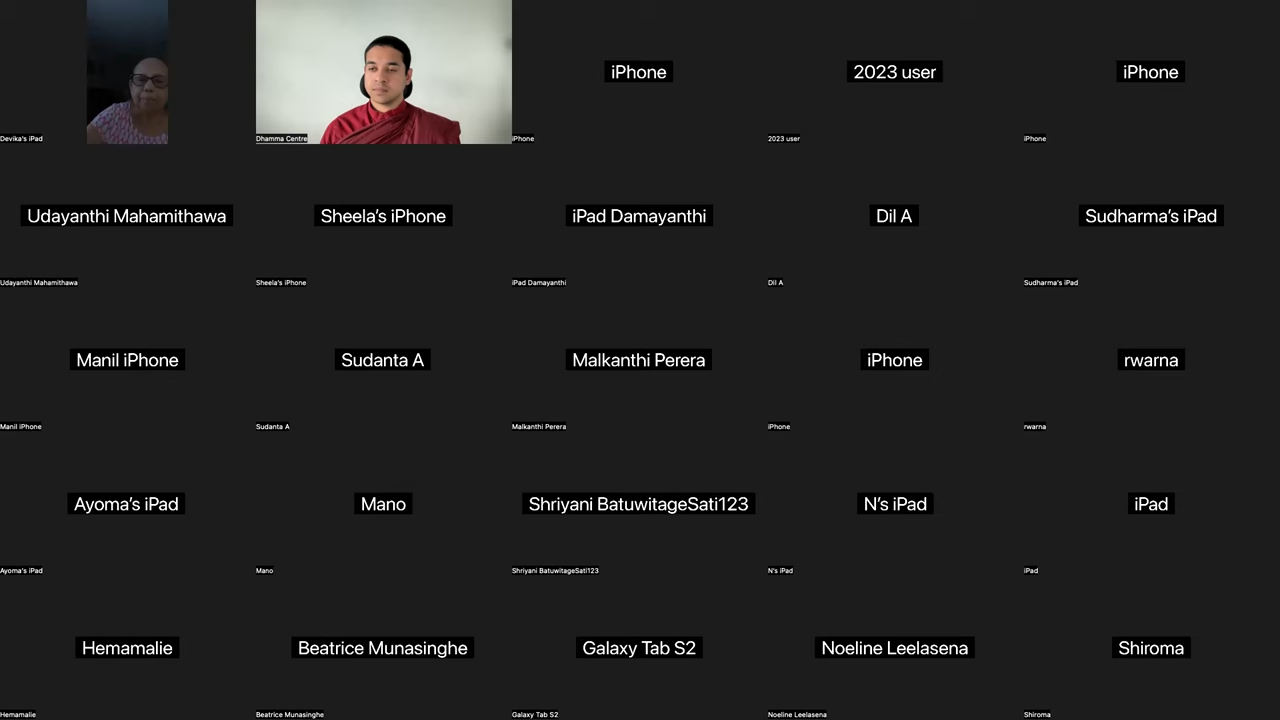 Devika's iPad
Dhamma Centre
iPhone
iPhone
2023 user
2023 user
iPhone
iPhone
Udayanthi Mahamithawa
Udayanthi Mahamithawa
Sheela's iPhone
Sheela's iPhone
iPad Damayanthi
iPad Damayanthi
Dil A
Dil A
Sudharma's iPad
Sudharma's iPad
Manil iPhone
Manil iPhone
Sudanta A
Sudanta A
Malkanthi Perera
Malkanthi Perera
iPhone
iPhone
rwarna
rwarna
Ayoma's iPad
Ayoma's iPad
Mano
Mano
Shriyani BatuwitageSati123
Shriyani BatuwitageSati123
N's iPad
N's iPad
iPad
iPad
Hemamalie
Hemamalie
Beatrice Munasinghe
Beatrice Munasinghe
Galaxy Tab S2
Galaxy Tab S2
Noeline Leelasena
Noeline Leelasena
Shiroma
Shiroma